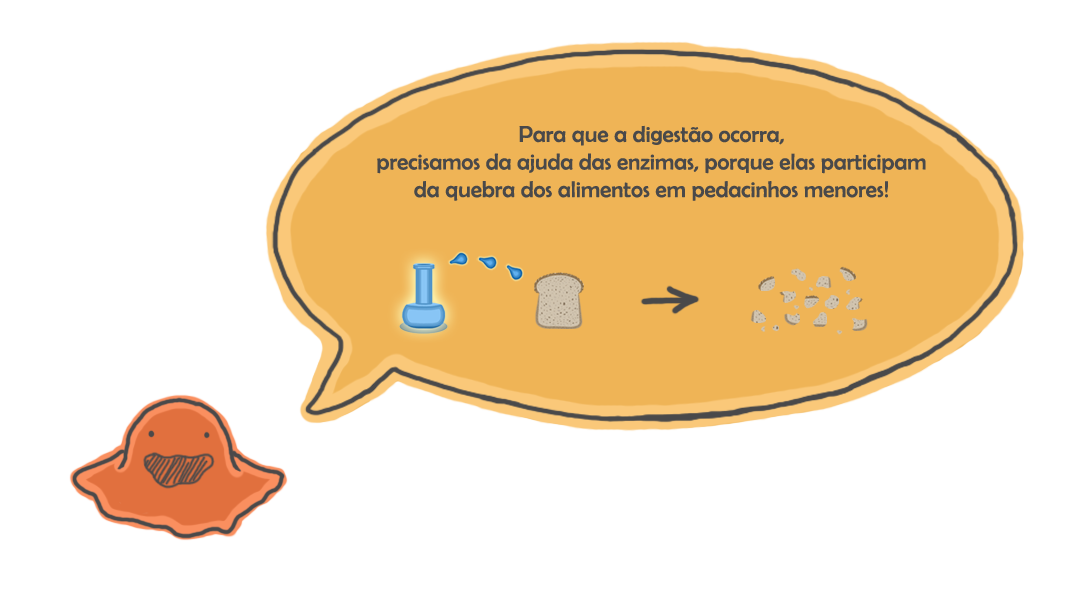 Para que a digestão ocorra,
precisamos da ajuda das enzimas, porque elas participam
da quebra dos alimentos em pedacinhos menores!